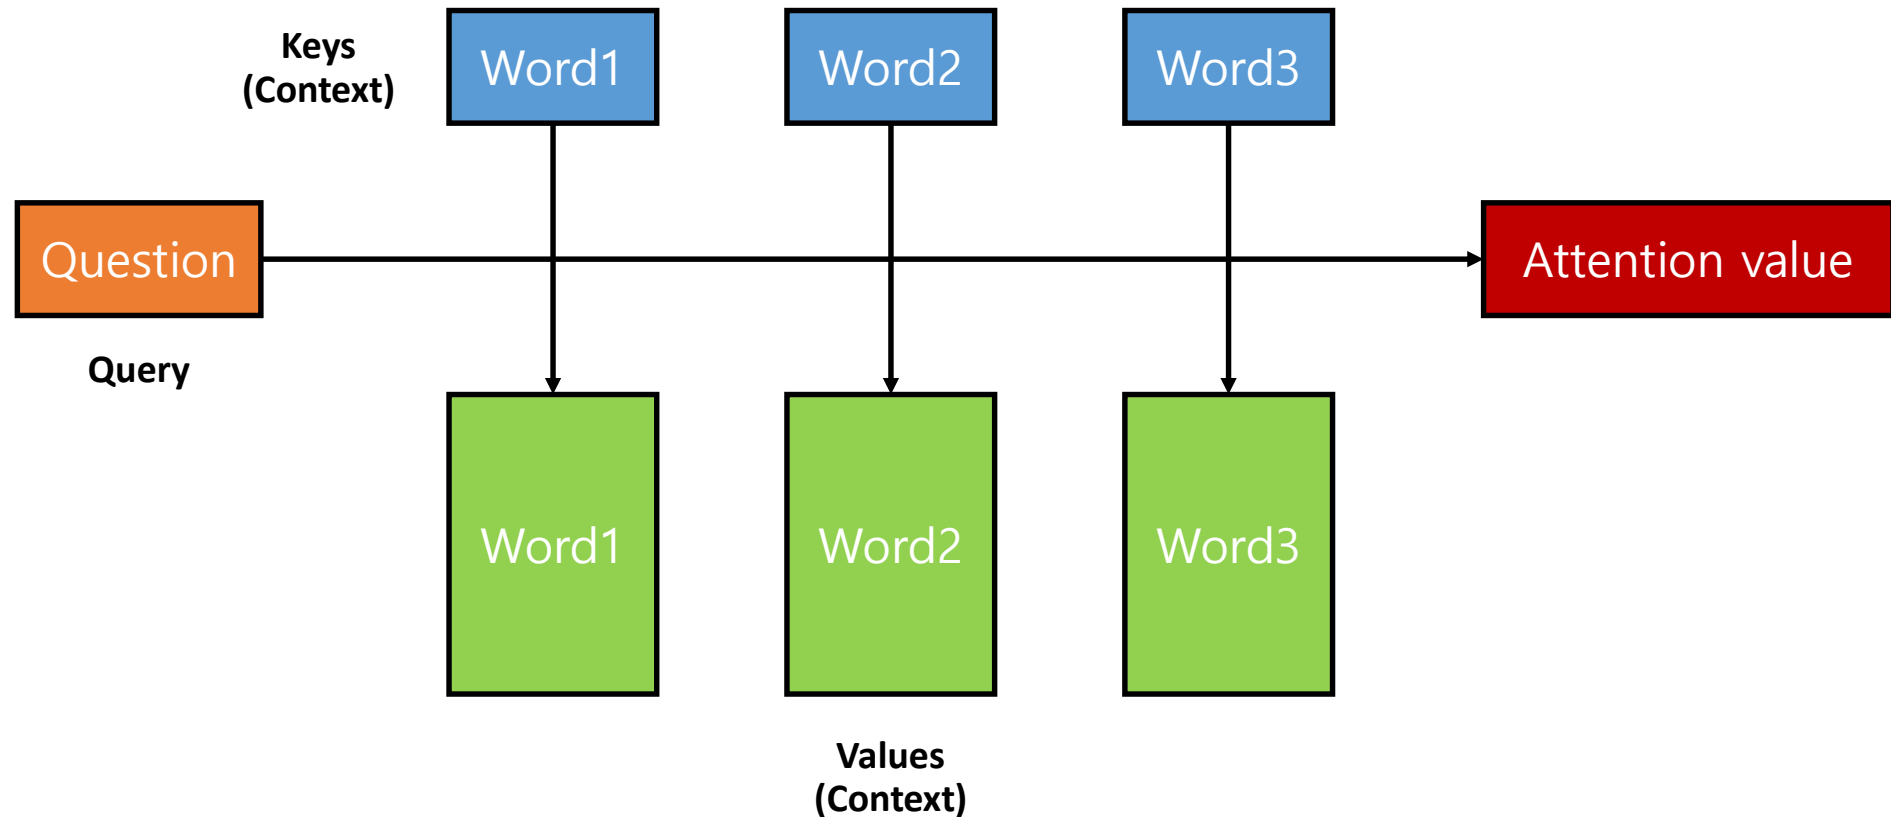 Keys
(Context)
Word1
Word2
Word3
Question
Attention value
Query
Word1
Word2
Word3
Values
(Context)